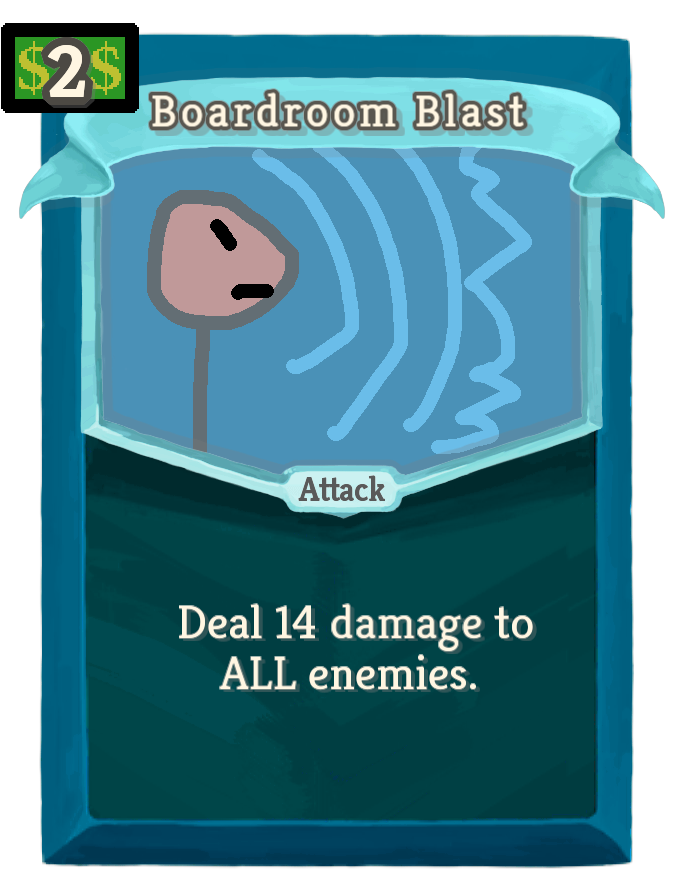 $2$
Boardroom Blast
Attack
Deal 14 damage to
ALL enemies.